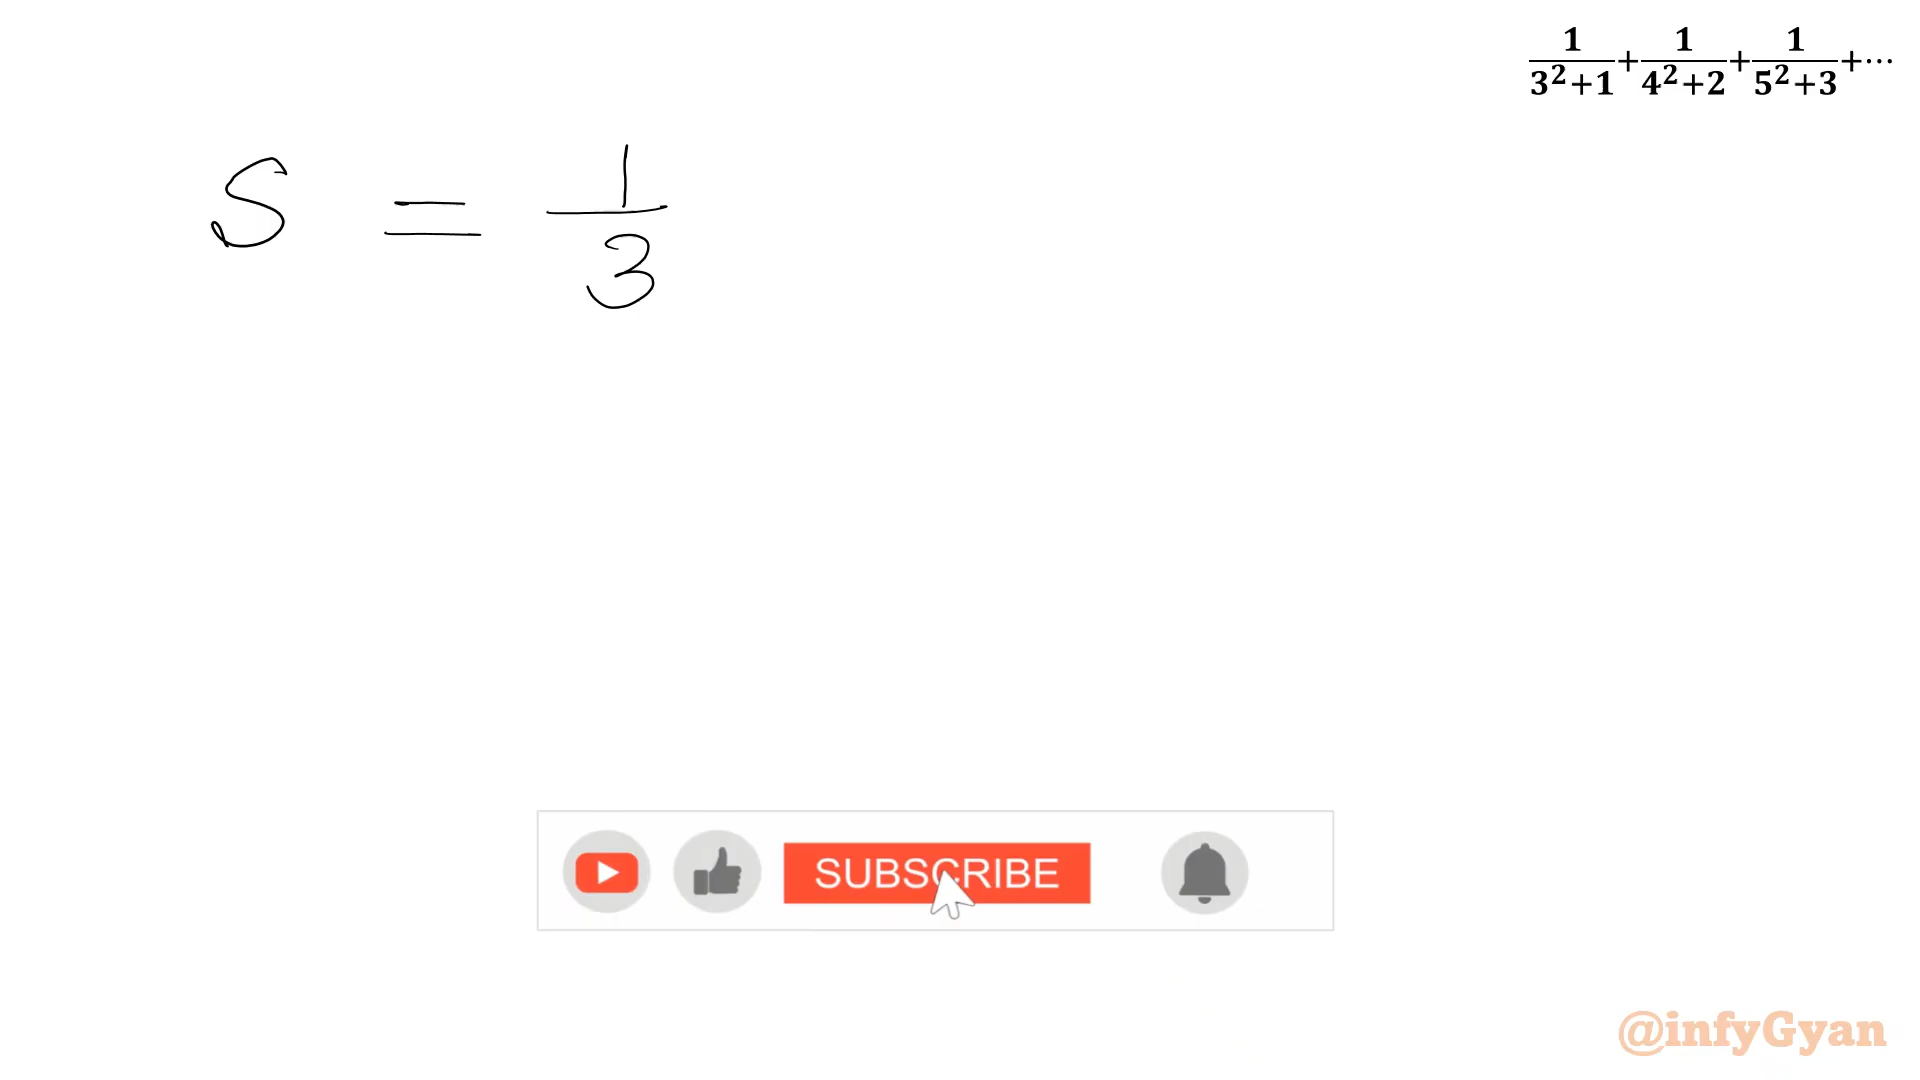 1/(3²+1) + 1/(4²+2) + 1/(5²+3) + ⋯
S = 1/3
SUBSCRIBE
@infyGyan